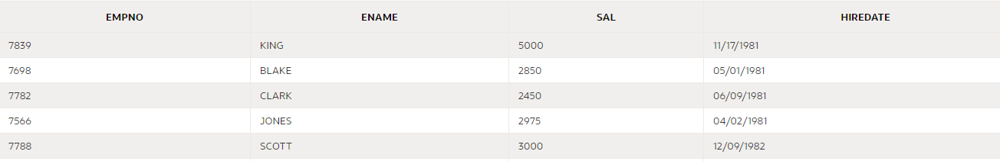 EMPNO ENAME SAL HIREDATE
7839 KING 5000 11/17/1981
7698 BLAKE 2850 05/01/1981
7782 CLARK 2450 06/09/1981
7566 JONES 2975 04/02/1981
7788 SCOTT 3000 12/09/1982